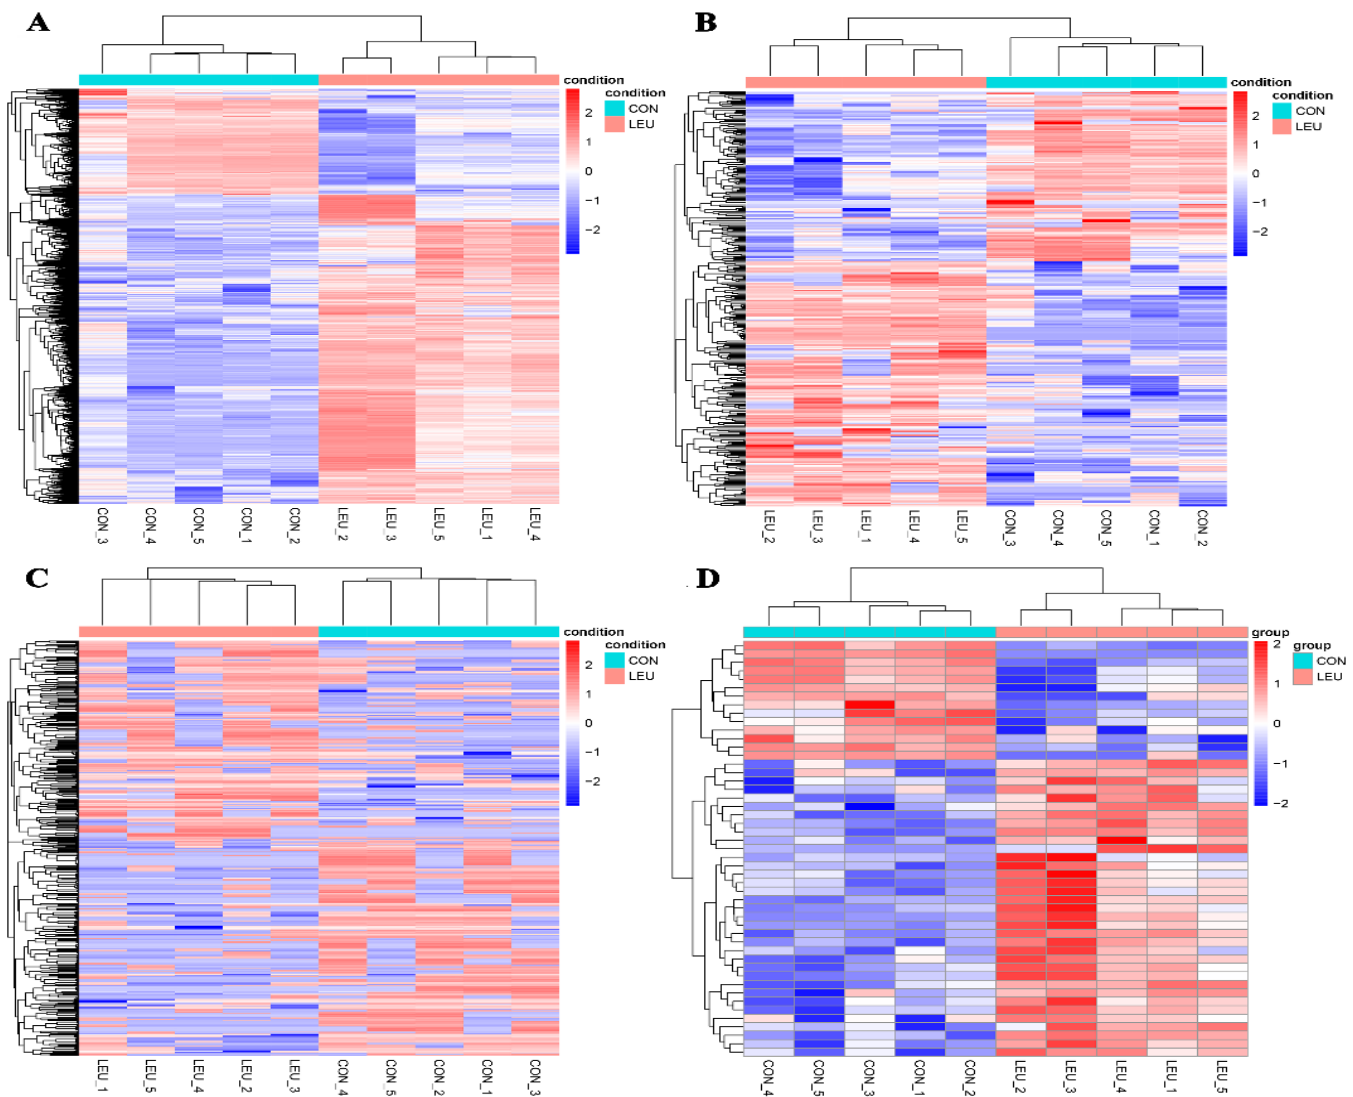 A
condition
condition
CON
LEU
2
1
0
−1
−2
CON_3
CON_4
CON_5
CON_1
CON_2
LEU_2
LEU_3
LEU_5
LEU_1
LEU_4
B
condition
condition
CON
LEU
2
1
0
−1
−2
LEU_2
LEU_3
LEU_1
LEU_4
LEU_5
CON_3
CON_4
CON_5
CON_1
CON_2
C
condition
condition
CON
LEU
2
1
0
−1
−2
LEU_1
LEU_5
LEU_4
LEU_2
LEU_3
CON_4
CON_5
CON_2
CON_1
CON_3
D
group
group
CON
LEU
2
1
0
−1
−2
CON_4
CON_5
CON_3
CON_1
CON_2
LEU_2
LEU_3
LEU_4
LEU_1
LEU_5